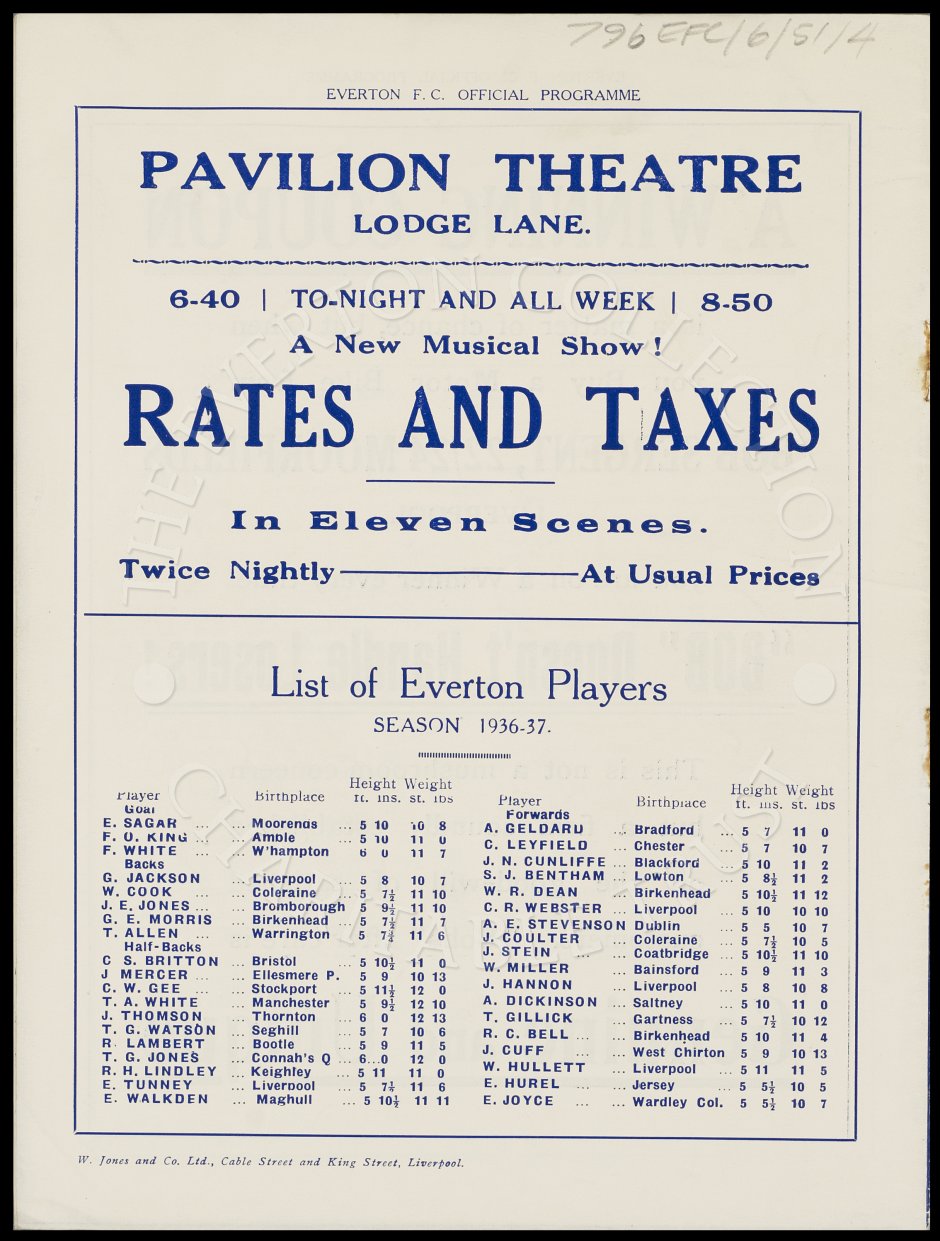 796 EFC/6/51/4
EVERTON F. C. OFFICIAL PROGRAMME
PAVILION THEATRE
LODGE LANE.
6-40 | TO-NIGHT AND ALL WEEK | 8-50
A New Musical Show!
RATES AND TAXES
In Eleven Scenes.
Twice Nightly — At Usual Prices
List of Everton Players
SEASON 1936-37.
Height Weight
Player Birthplace ft. ins. st. lbs
Goal
E. SAGAR ... ... Moorends ... 5 10 10 8
F. O. KING ... ... Amble ... 5 10 11 0
F. WHITE ... ... W'hampton ... 6 0 11 7
Backs
G. JACKSON ... Liverpool ... 5 8 10 7
W. COOK ... ... Coleraine ... 5 7½ 11 10
J. E. JONES ... ... Bromborough 5 9½ 11 10
G. E. MORRIS ... Birkenhead ... 5 7½ 11 7
T. ALLEN ... ... Warrington ... 5 7¾ 11 6
Half-Backs
C S. BRITTON ... Bristol ... 5 10½ 11 0
J MERCER ... ... Ellesmere P. ... 5 9 10 13
C. W. GEE ... ... Stockport ... 5 11½ 12 0
T. A. WHITE ... Manchester ... 5 9½ 12 10
J. THOMSON ... Thornton ... 6 0 12 13
T. G. WATSON ... Seghill ... 5 7 10 6
R. LAMBERT ... Bootle ... 5 9 11 5
T. G. JONES ... Connah's Q ... 6...0 12 0
R. H. LINDLEY ... Keighley ... 5 11 11 0
E. TUNNEY ... Liverpool ... 5 7½ 11 6
E. WALKDEN ... Maghull ... 5 10½ 11 11
Height Weight
Player Birthplace ft. ins. st. lbs
Forwards
A. GELDARD ... Bradford ... 5 7 11 0
C. LEYFIELD ... Chester ... 5 7 10 7
J. N. CUNLIFFE ... Blackford ... 5 10 11 2
S. J. BENTHAM ... Lowton ... 5 8½ 11 2
W. R. DEAN ... Birkenhead ... 5 10½ 11 12
C. R. WEBSTER ... Liverpool ... 5 10 10 10
A. E. STEVENSON Dublin ... 5 5 10 7
J. COULTER ... Coleraine ... 5 7½ 10 5
J. STEIN ... ... Coatbridge ... 5 10½ 11 10
W. MILLER ... Bainsford ... 5 9 11 3
J. HANNON ... Liverpool ... 5 8 10 8
A. DICKINSON ... Saltney ... 5 10 11 0
T. GILLICK ... Gartness ... 5 7½ 10 12
R. C. BELL ... ... Birkenhead 5 10 11 4
J. CUFF ... ... West Chirton 5 9 10 13
W. HULLETT ... Liverpool ... 5 11 11 5
E. HUREL ... ... Jersey ... 5 5½ 10 5
E. JOYCE ... ... Wardley Col. 5 5½ 10 7
W. Jones and Co. Ltd., Cable Street and King Street, Liverpool.
THE EVERTON COLLECTION
CHARITABLE TRUST